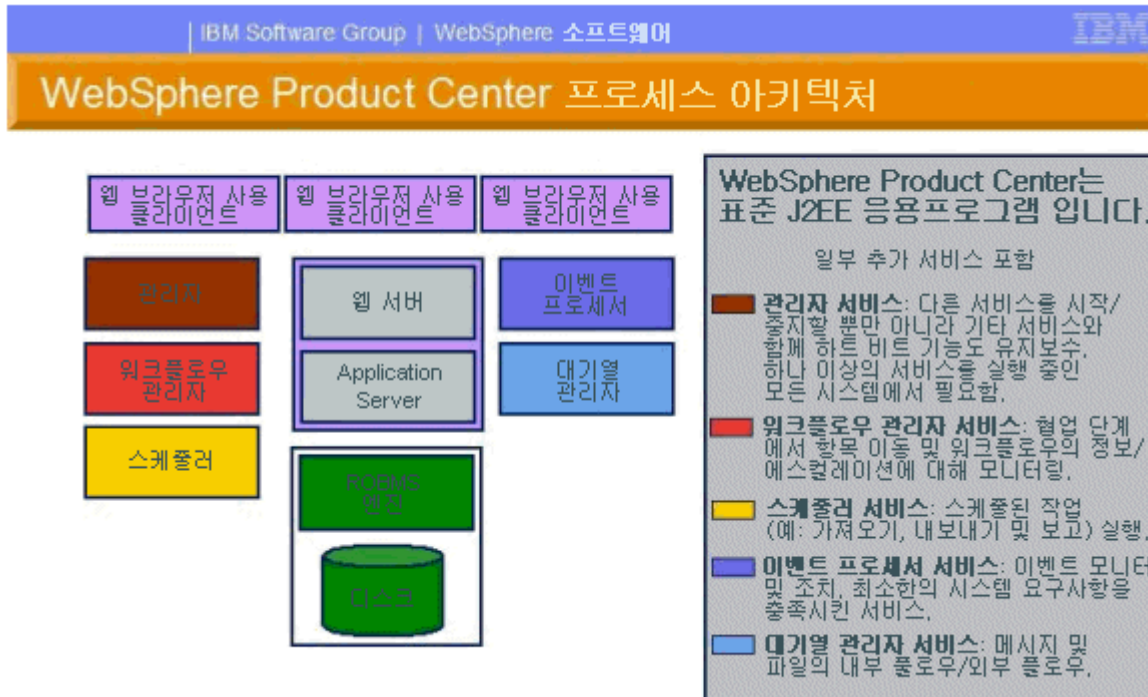 IBM Software Group | WebSphere 소프트웨어
IBM
WebSphere Product Center 프로세스 아키텍처
웹 브라우저 사용
클라이언트
웹 브라우저 사용
클라이언트
웹 브라우저 사용
클라이언트
관리자
웹 서버
이벤트
프로세서
워크플로우
관리자
Application
Server
대기열
관리자
스케줄러
RDBMS
엔진
디스크
WebSphere Product Center는
표준 J2EE 응용프로그램 입니다.
일부 추가 서비스 포함
관리자 서비스: 다른 서비스를 시작/
중지할 뿐만 아니라 기타 서비스와
함께 하트 비트 기능도 유지보수.
하나 이상의 서비스를 실행 중인
모든 시스템에서 필요함.
워크플로우 관리자 서비스: 협업 단계
에서 항목 이동 및 워크플로우의 정보/
에스컬레이션에 대해 모니터링.
스케줄러 서비스: 스케줄된 작업
(예: 가져오기, 내보내기 및 보고) 실행.
이벤트 프로세서 서비스: 이벤트 모니터
및 조치, 최소한의 시스템 요구사항을
충족시킨 서비스.
대기열 관리자 서비스: 메시지 및
파일의 내부 플로우/외부 플로우.